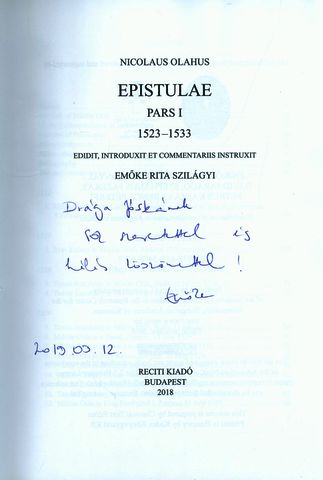 NICOLAUS OLAHUS
EPISTULAE
PARS I
1523–1533
EDIDIT, INTRODUXIT ET COMMENTARIIS INSTRUXIT
EMŐKE RITA SZILÁGYI
Drága Jóskának
sok szeretettel és
hálás köszönettel!
Emőke
2019.09.12.
RECITI KIADÓ
BUDAPEST
2018